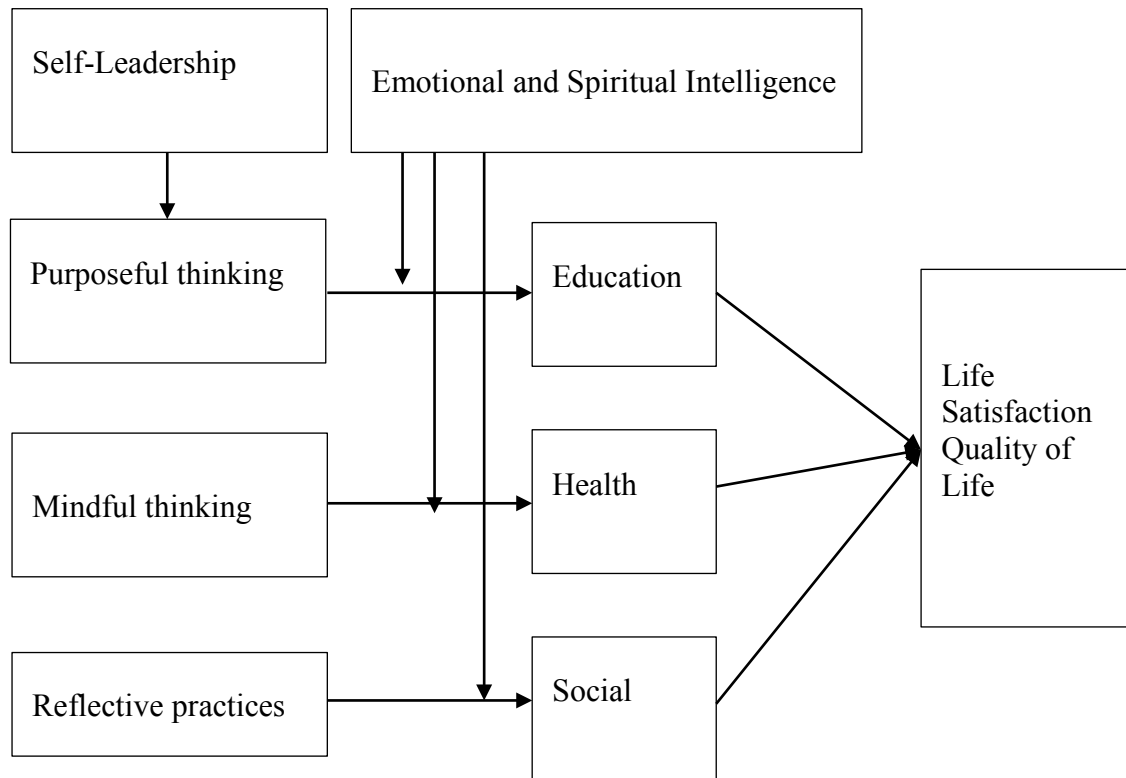 Self-Leadership
Emotional and Spiritual Intelligence
Purposeful thinking
Education
Life
Satisfaction
Quality of
Life
Mindful thinking
Health
Reflective practices
Social